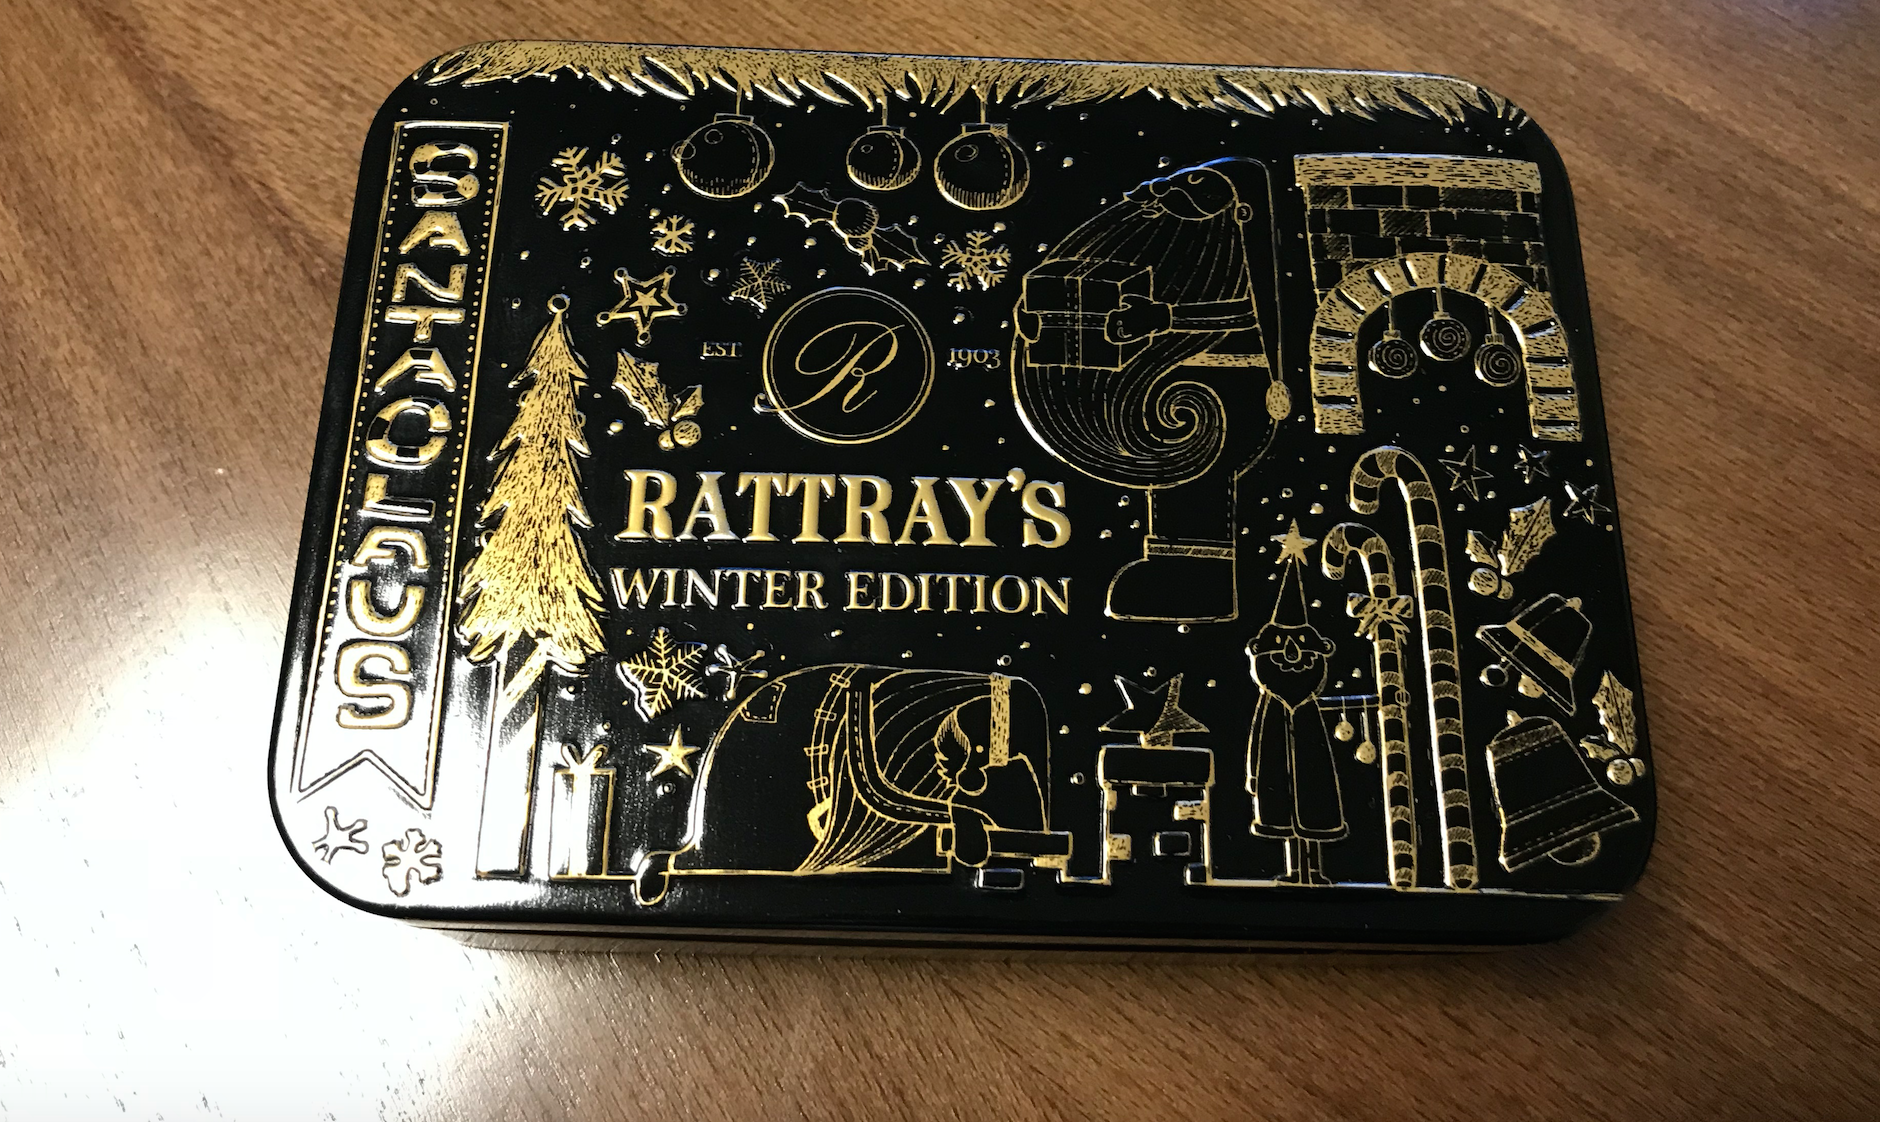 SANTACLAUS
EST. R 1903
RATTRAY'S
WINTER EDITION